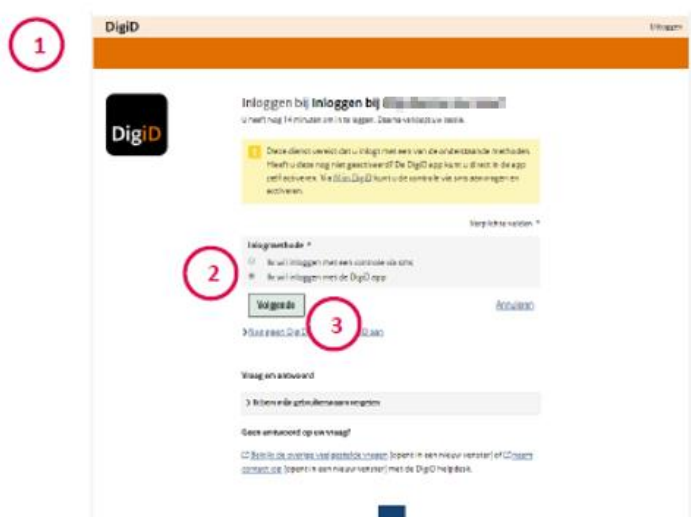 DigiD
Inloggen
1
DigiD
Inloggen bij Inloggen bij
U heeft nog 14 minuten om in te loggen. Daarna verloopt uw sessie.
Deze dienst vereist dat u inlogt met een van de onderstaande methoden.
Heeft u deze nog niet geactiveerd? De DigiD app kunt u direct in de app
zelf activeren. Via Mijn DigiD kunt u de controle via sms aanvragen en
activeren.
Verplichte velden *
Inlogmethode *
Ik wil inloggen met een controle via sms
2
Ik wil inloggen met de DigiD app
Volgende
Annuleren
3
Nog geen DigiD aan
Vraag en antwoord
Ik ben mijn gebruikersnaam vergeten
Geen antwoord op uw vraag?
Bekijk de overige veelgestelde vragen (opent in een nieuw venster) of neem
contact op (opent in een nieuw venster) met de DigiD helpdesk.